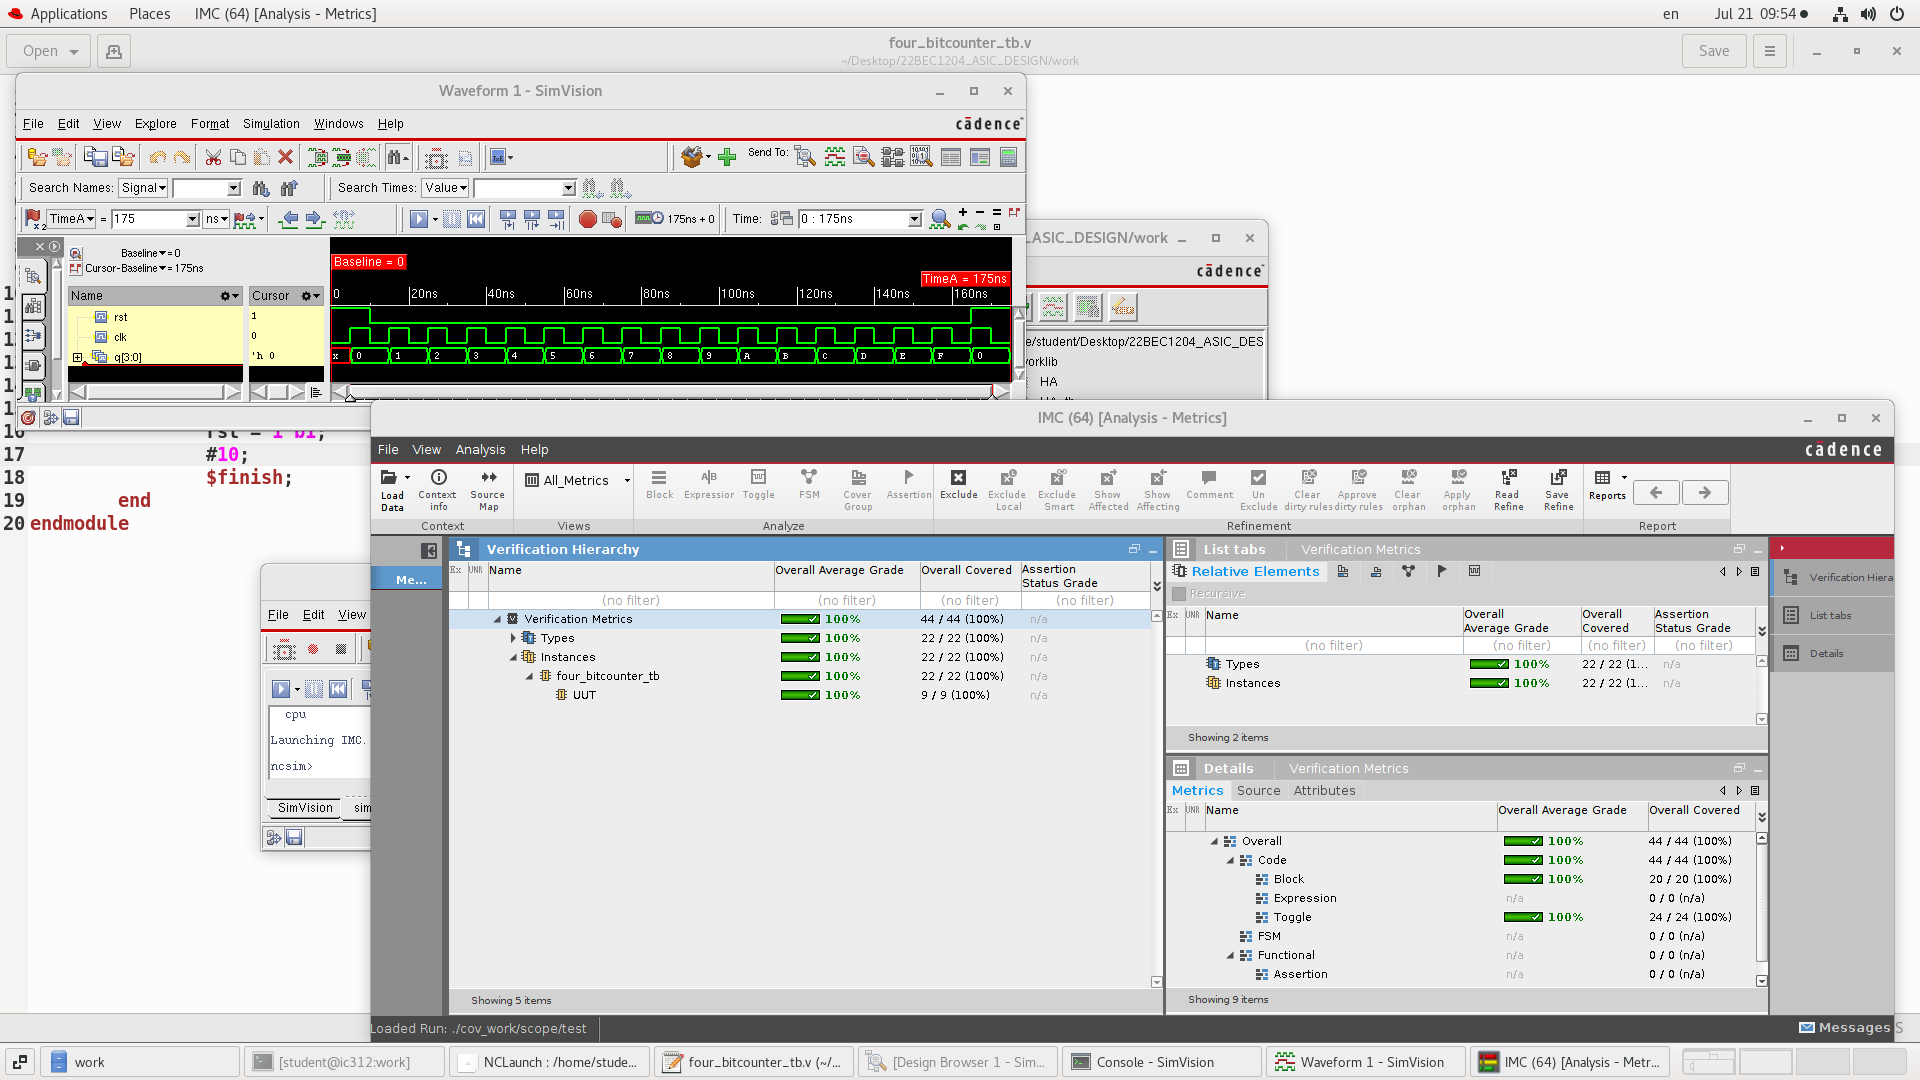 Applications Places IMC (64) [Analysis - Metrics] en Jul 21 09:54
Open four_bitcounter_tb.v Save
~/Desktop/22BEC1204_ASIC_DESIGN/work
Waveform 1 - SimVision
File Edit View Explore Format Simulation Windows Help cādence
Send To:
Search Names: Signal Search Times: Value
TimeA = 175 ns 175ns + 0 Time: 0 : 175ns
Baseline = 0
Cursor-Baseline = 175ns
Baseline = 0
TimeA = 175ns
Name Cursor 0 20ns 40ns 60ns 80ns 100ns 120ns 140ns 160ns
rst 1
clk 0
q[3:0] 'h 0 x 0 1 2 3 4 5 6 7 8 9 A B C D E F 0
_ASIC_DESIGN/work
cādence
e/student/Desktop/22BEC1204_ASIC_DES
orklib
HA
16 rst = 1'b1;
17 #10;
18 $finish;
19 end
20 endmodule
File Edit View
cpu
Launching IMC.
ncsim>
SimVision sim
IMC (64) [Analysis - Metrics]
File View Analysis Help cādence
Load Data Context info Source Map All_Metrics Block Expression Toggle FSM Cover Group Assertion Exclude Exclude Local Exclude Smart Show Affected Show Affecting Comment Un Exclude Clear dirty rules Approve dirty rules Clear orphan Apply orphan Read Refine Save Refine Reports
Context Views Analyze Refinement Report
Me...
Verification Hierarchy
Ex UNR Name Overall Average Grade Overall Covered Assertion Status Grade
(no filter) (no filter) (no filter) (no filter)
Verification Metrics 100% 44 / 44 (100%) n/a
Types 100% 22 / 22 (100%) n/a
Instances 100% 22 / 22 (100%) n/a
four_bitcounter_tb 100% 22 / 22 (100%) n/a
UUT 100% 9 / 9 (100%) n/a
Showing 5 items
List tabs Verification Metrics
Relative Elements
Recursive
Ex UNR Name Overall Average Grade Overall Covered Assertion Status Grade
(no filter) (no filter) (no filter) (no filter)
Types 100% 22 / 22 (1... n/a
Instances 100% 22 / 22 (1... n/a
Showing 2 items
Details Verification Metrics
Metrics Source Attributes
Ex UNR Name Overall Average Grade Overall Covered
Overall 100% 44 / 44 (100%)
Code 100% 44 / 44 (100%)
Block 100% 20 / 20 (100%)
Expression n/a 0 / 0 (n/a)
Toggle 100% 24 / 24 (100%)
FSM n/a 0 / 0 (n/a)
Functional n/a 0 / 0 (n/a)
Assertion n/a 0 / 0 (n/a)
Showing 9 items
Verification Hiera
List tabs
Details
Loaded Run: ./cov_work/scope/test Messages
work [student@ic312:work] NCLaunch : /home/stude... four_bitcounter_tb.v (~/... [Design Browser 1 - Sim... Console - SimVision Waveform 1 - SimVision IMC (64) [Analysis - Metr...